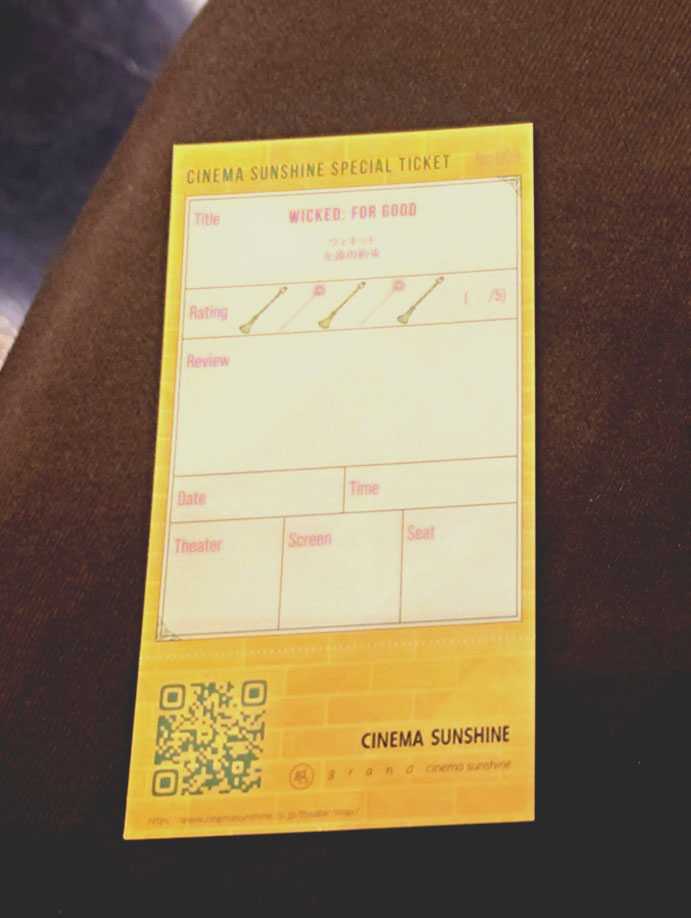 CINEMA SUNSHINE SPECIAL TICKET
Title
WICKED: FOR GOOD
ウィキッド
永遠の約束
Rating
( /5)
Review
Date
Time
Theater
Screen
Seat
CINEMA SUNSHINE
grand cinema sunshine